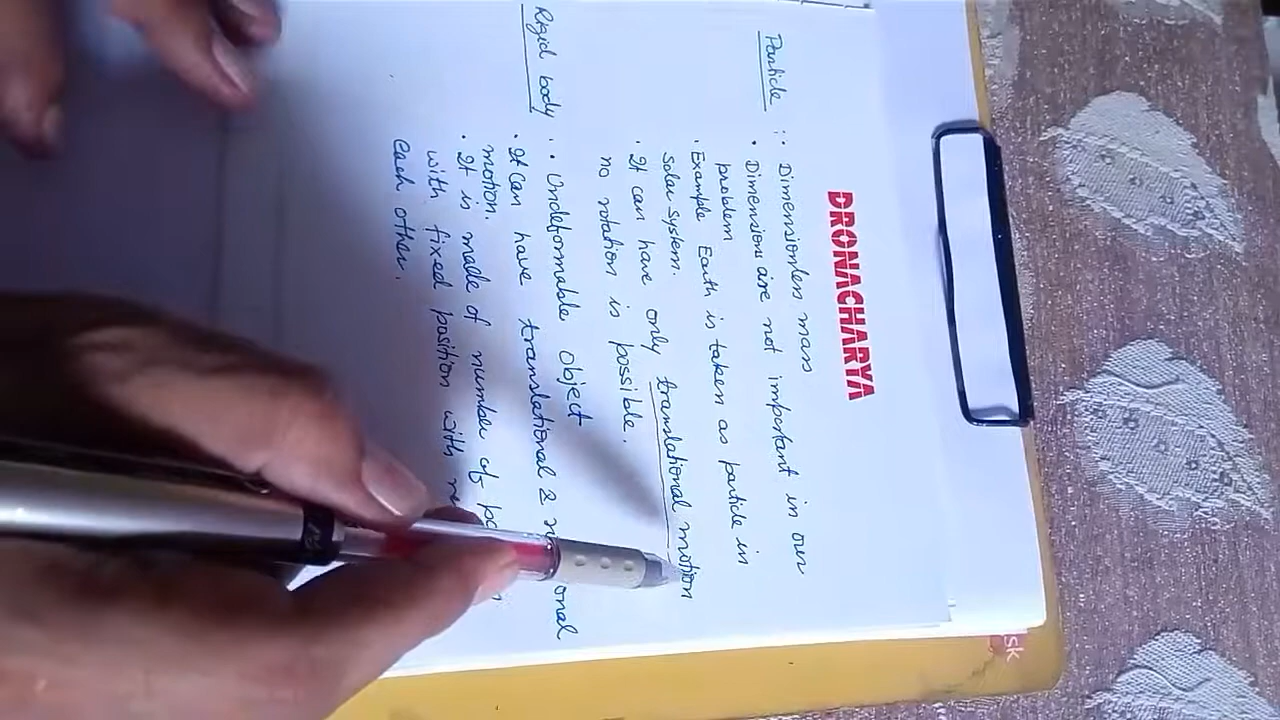 DRONACHARYA
Particle :· Dimensionless mass
· Dimensions are not important in our
problem
· Example Earth is taken as particle in
Solar system.
· It can have only translational motion
no rotation is possible.
Rigid body :· Undeformable object
· It can have translational &
motion.
· It is made of number of
with fixed position with
each other.
sk